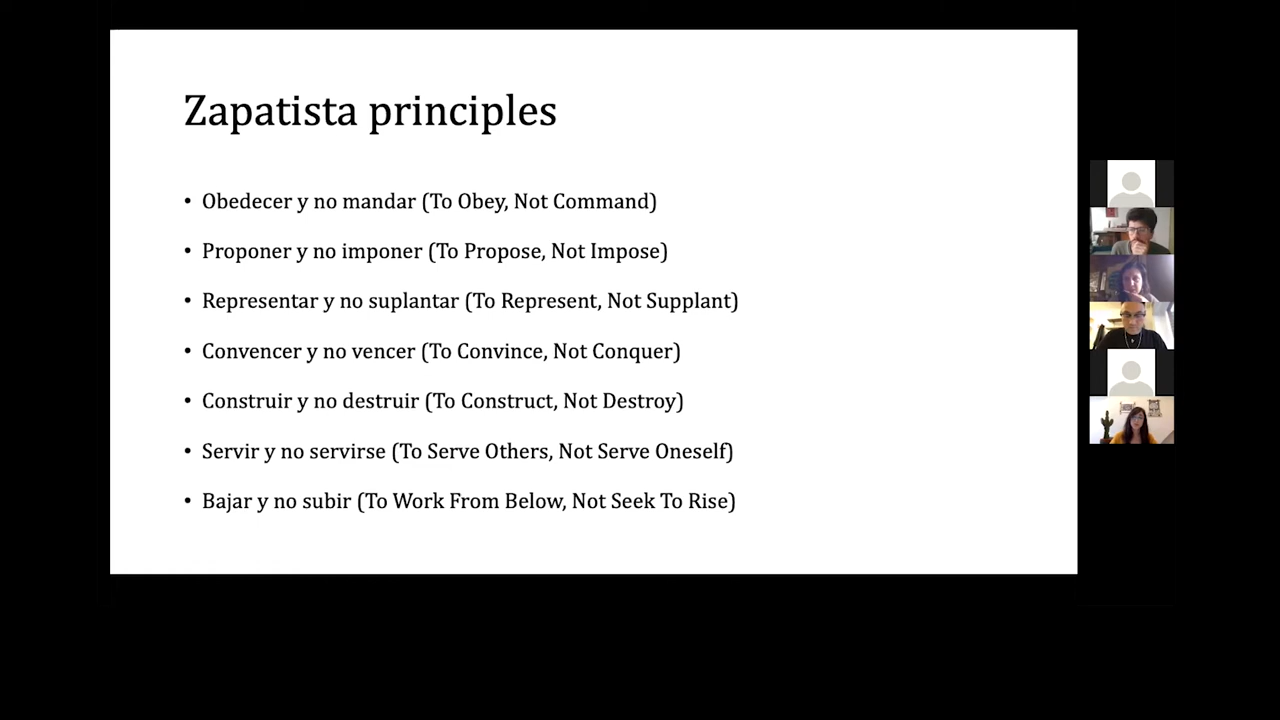 Zapatista principles
• Obedecer y no mandar (To Obey, Not Command)
• Proponer y no imponer (To Propose, Not Impose)
• Representar y no suplantar (To Represent, Not Supplant)
• Convencer y no vencer (To Convince, Not Conquer)
• Construir y no destruir (To Construct, Not Destroy)
• Servir y no servirse (To Serve Others, Not Serve Oneself)
• Bajar y no subir (To Work From Below, Not Seek To Rise)